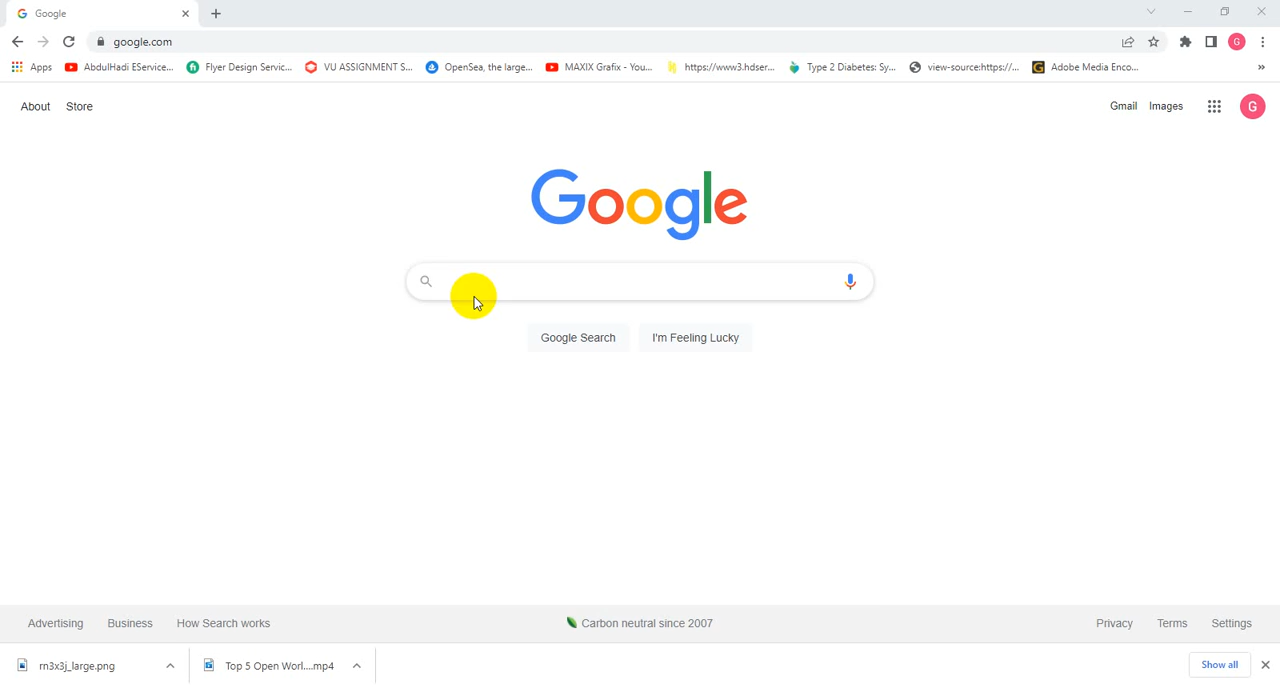 Google
google.com
Apps AbdulHadi EService... Flyer Design Servic... VU ASSIGNMENT S... OpenSea, the large... MAXIX Grafix - You... https://www3.hdser... Type 2 Diabetes: Sy... view-source:https://... Adobe Media Enco... »
About Store Gmail Images G
Google
Google Search I'm Feeling Lucky
Advertising Business How Search works Carbon neutral since 2007 Privacy Terms Settings
rn3x3j_large.png Top 5 Open Worl....mp4 Show all